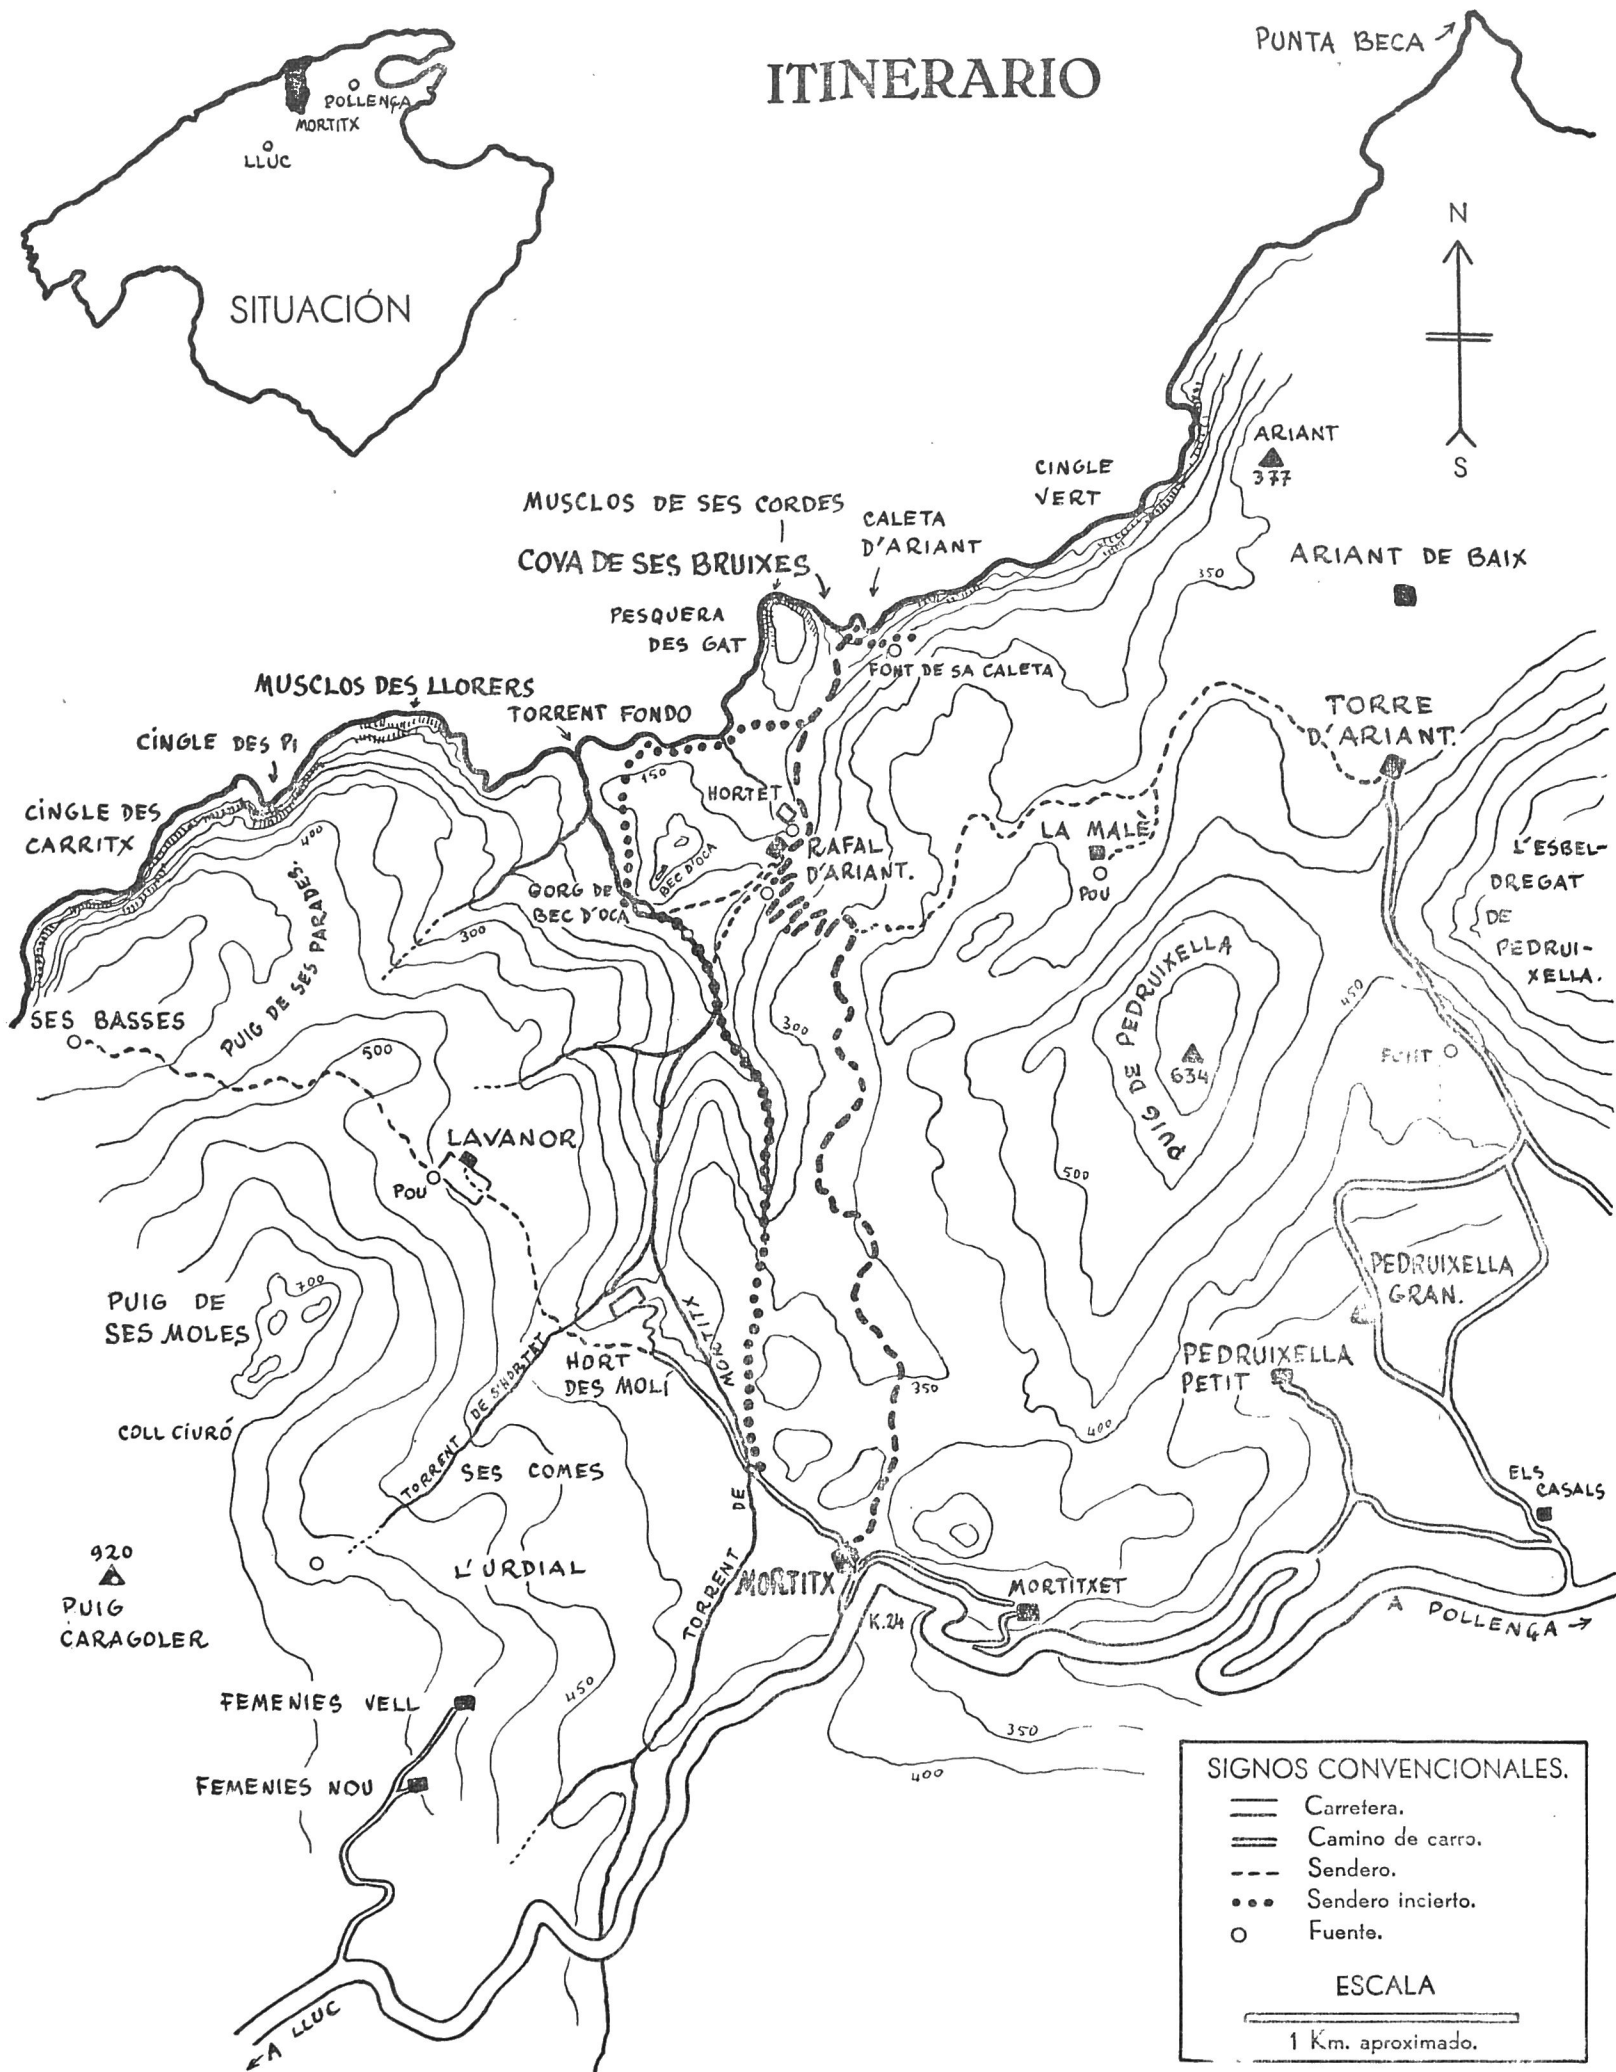 ITINERARIO
PUNTA BECA
POLLENÇA
MORTITX
LLUC
SITUACIÓN
N
S
ARIANT
377
CINGLE
VERT
MUSCLOS DE SES CORDES
CALETA
D'ARIANT
COVA DE SES BRUIXES
ARIANT DE BAIX
350
PESQUERA
DES GAT
FONT DE SA CALETA
MUSCLOS DES LLORERS
TORRENT FONDO
TORRE
D'ARIANT.
CINGLE DES PI
150
HORTET
CINGLE DES
CARRITX
400
LA MALÉ
POU
RAFAL
D'ARIANT.
BEC D'OCA
L'ESBEL-
DREGAT
DE
PEDRUI-
XELLA.
GORG DE
BEC D'OCA
300
PUIG DE SES PARADES
PUIG DE PEDRUIXELLA
634
450
SES BASSES
300
500
FONT
LAVANOR
POU
500
PUIG DE
SES MOLES
700
PEDRUIXELLA
GRAN.
HORT
DES MOLÍ
PEDRUIXELLA
PETIT
350
400
COLL CIURÓ
TORRENT DE S'HORTET
SES COMES
ELS
CASALS
920
PUIG
CARAGOLER
L'URDIAL
TORRENT DE MORTITX
MORTITX
MORTITXET
K.24
A POLLENÇA
FEMENIES VELL
450
350
400
FEMENIES NOU
A LLUC
SIGNOS CONVENCIONALES.
Carretera.
Camino de carro.
Sendero.
Sendero incierto.
Fuente.
ESCALA
1 Km. aproximado.